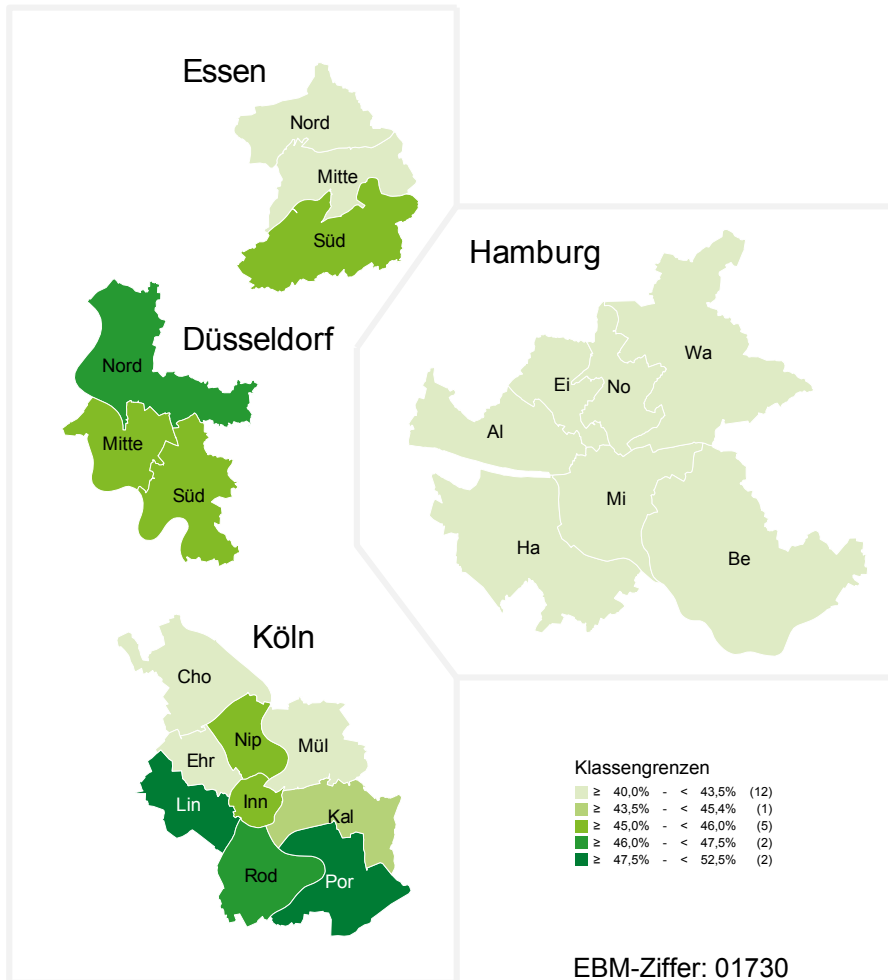 Essen
Nord
Mitte
Süd
Hamburg
Düsseldorf
Wa
Nord
Ei
No
Al
Mitte
Süd
Mi
Ha
Be
Köln
Cho
Nip
Mül
Ehr
Klassengrenzen
≥ 40,0% - < 43,5% (12)
Lin
Inn
≥ 43,5% - < 45,4% (1)
Kal
≥ 45,0% - < 46,0% (5)
≥ 46,0% - < 47,5% (2)
≥ 47,5% - < 52,5% (2)
Rod
Por
EBM-Ziffer: 01730